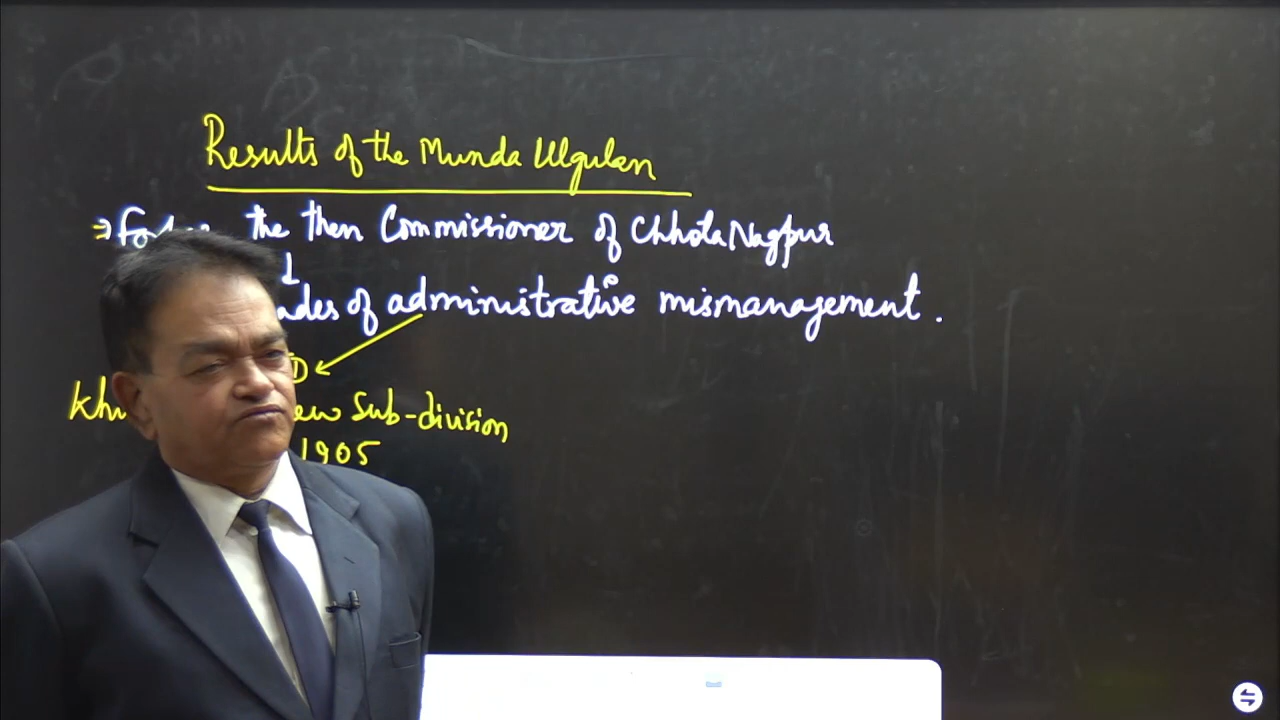 Results of the Munda Ulgulan
⇒ the then Commissioner of Chhota Nagpur
ades of administrative mismanagement.
①
Khu ew Sub-division
1905